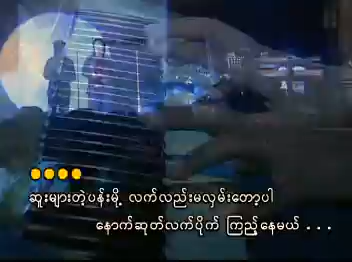 ဆူးများတဲ့ပန်းမို့ လက်လည်းမလှမ်းတော့ပါ
နောက်ဆုတ်လက်ပိုက် ကြည့်နေမယ် . . .